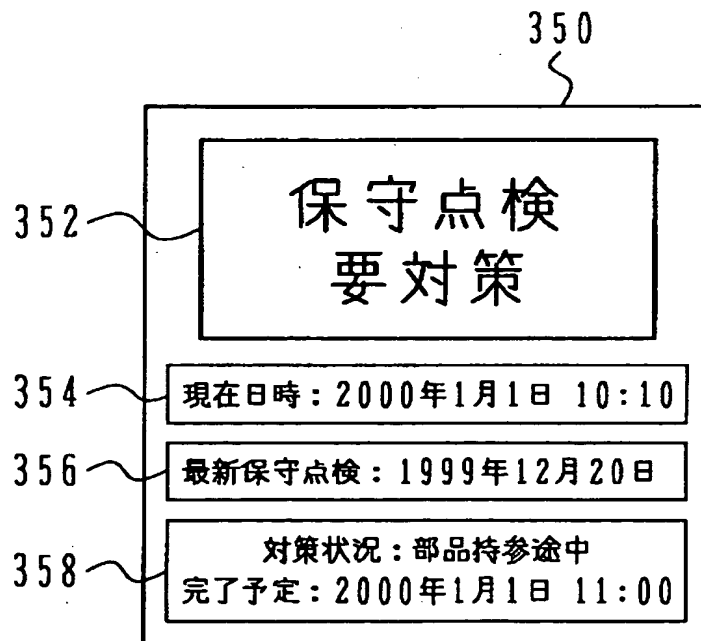 350
352
保守点検
要対策
354
現在日時：2000年1月1日 10：10
356
最新保守点検：1999年12月20日
358
対策状況：部品持参途中
完了予定：2000年1月1日 11：00